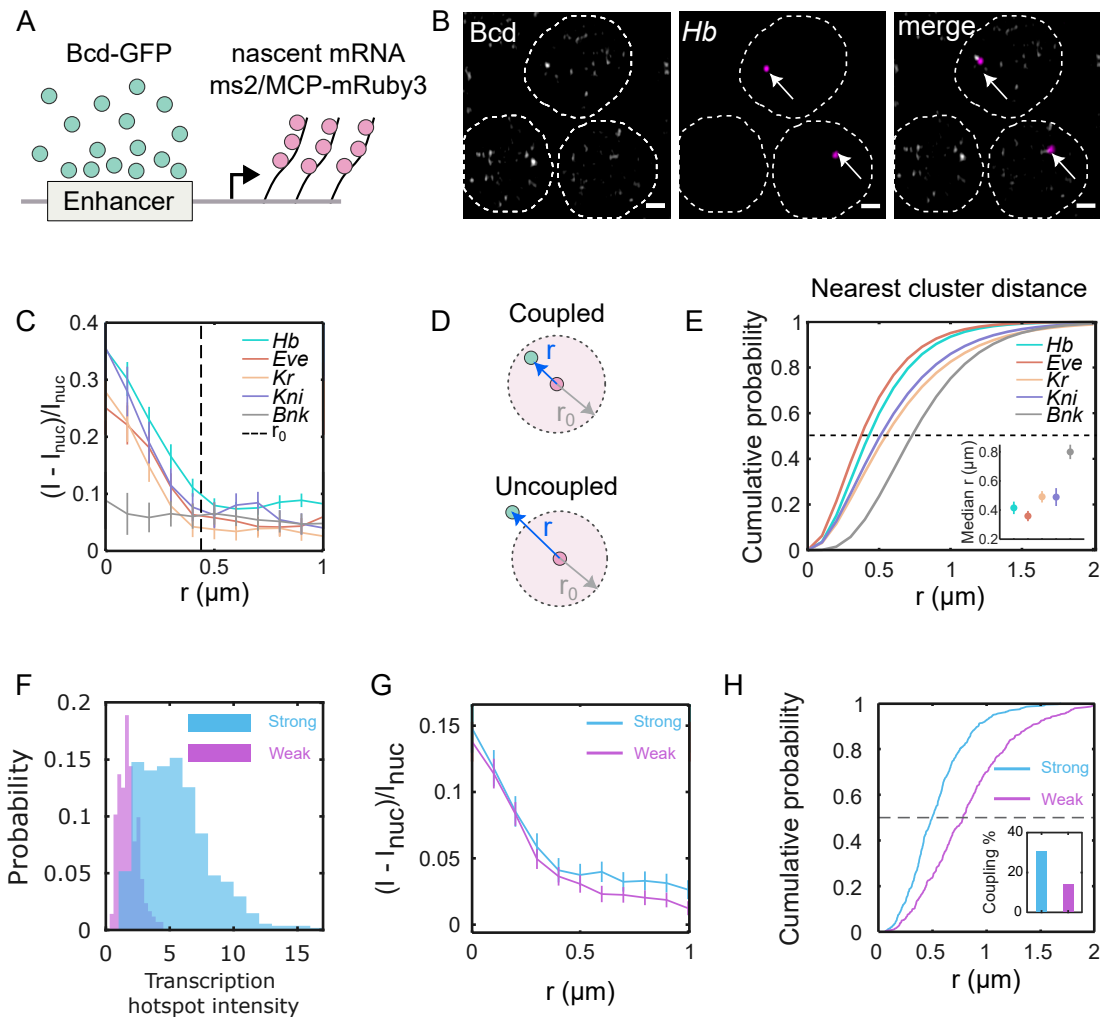 A
Bcd-GFP
nascent mRNA
ms2/MCP-mRuby3
Enhancer
B
Bcd
Hb
merge
C
(I - I_nuc)/I_nuc
0.4
0.3
0.2
0.1
0
0
0.5
1
r (μm)
Hb
Eve
Kr
Kni
Bnk
r₀
D
Coupled
r
r₀
Uncoupled
r
r₀
E
Nearest cluster distance
Cumulative probability
1
0.8
0.6
0.4
0.2
0
0
0.5
1
1.5
2
r (μm)
Hb
Eve
Kr
Kni
Bnk
Median r (μm)
0.8
0.6
0.4
0.2
F
Probability
0.2
0.15
0.1
0.05
0
0
5
10
15
Transcription
hotspot intensity
Strong
Weak
G
(I - I_nuc)/I_nuc
0.15
0.1
0.05
0
0
0.5
1
r (μm)
Strong
Weak
H
Cumulative probability
1
0.8
0.6
0.4
0.2
0
0
0.5
1
1.5
2
r (μm)
Strong
Weak
Coupling %
40
20
0